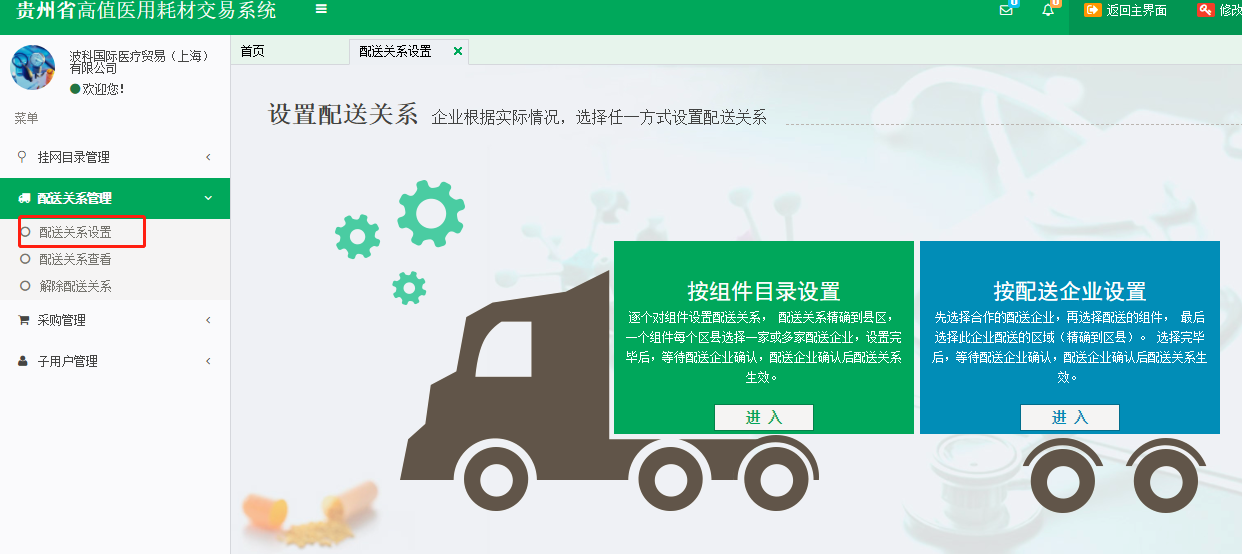 贵州省高值医用耗材交易系统
0
0
返回主界面
修改
波科国际医疗贸易（上海）
有限公司
欢迎您!
菜单
挂网目录管理
配送关系管理
配送关系设置
配送关系查看
解除配送关系
采购管理
子用户管理
首页
配送关系设置
设置配送关系 企业根据实际情况，选择任一方式设置配送关系
按组件目录设置
逐个对组件设置配送关系， 配送关系精确到县区，
一个组件每个区县选择一家或多家配送企业，设置完
毕后，等待配送企业确认，配送企业确认后配送关系
生效。
进 入
按配送企业设置
先选择合作的配送企业，再选择配送的组件， 最后
选择此企业配送的区域（精确到区县）。 选择完毕
后，等待配送企业确认，配送企业确认后配送关系生
效。
进 入